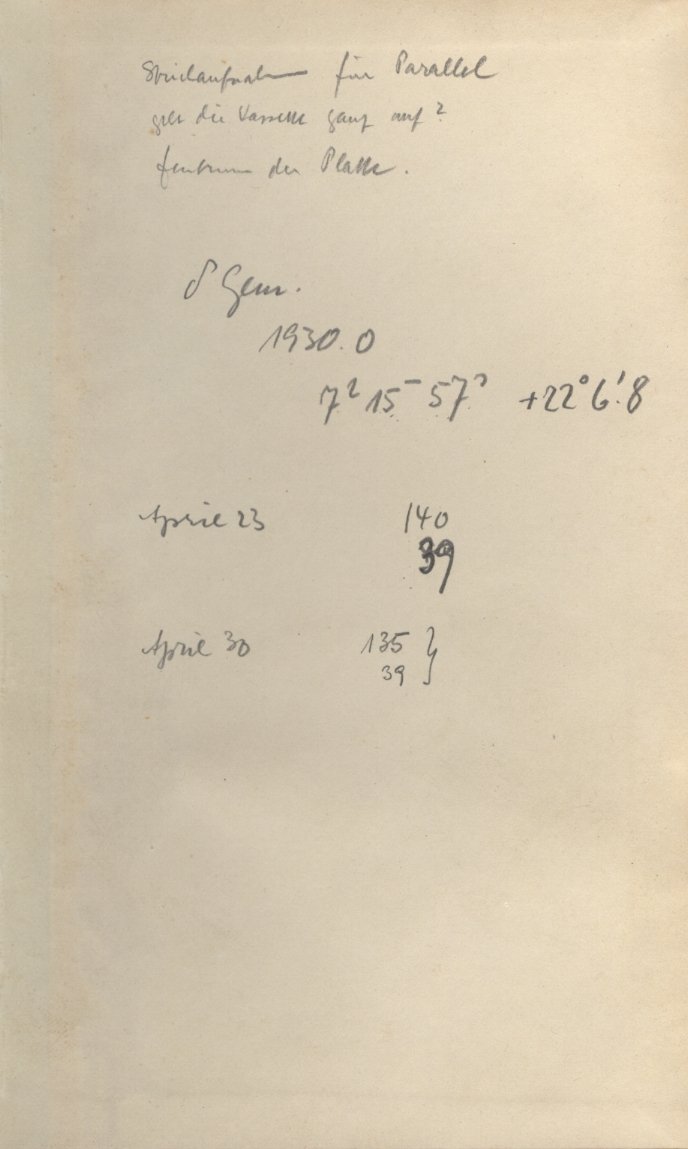 Strichaufnahm für Parallel
geht die Kassette ganz auf?
Zentrum der Platte.
δ Gem.
1930.0
7ʰ 15ᵐ 57ˢ +22° 6.'8
April 23 140
39
April 30 135 }
39